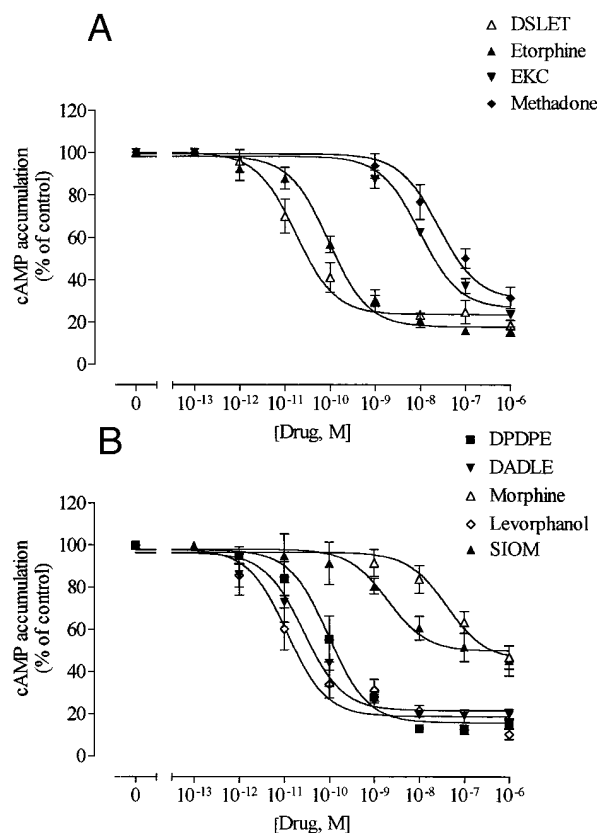 A
DSLET
Etorphine
EKC
Methadone
120
100
80
60
40
20
0
cAMP accumulation
(% of control)
0 10⁻¹³ 10⁻¹² 10⁻¹¹ 10⁻¹⁰ 10⁻⁹ 10⁻⁸ 10⁻⁷ 10⁻⁶
[Drug, M]
B
DPDPE
DADLE
Morphine
Levorphanol
SIOM
120
100
80
60
40
20
0
cAMP accumulation
(% of control)
0 10⁻¹³ 10⁻¹² 10⁻¹¹ 10⁻¹⁰ 10⁻⁹ 10⁻⁸ 10⁻⁷ 10⁻⁶
[Drug, M]